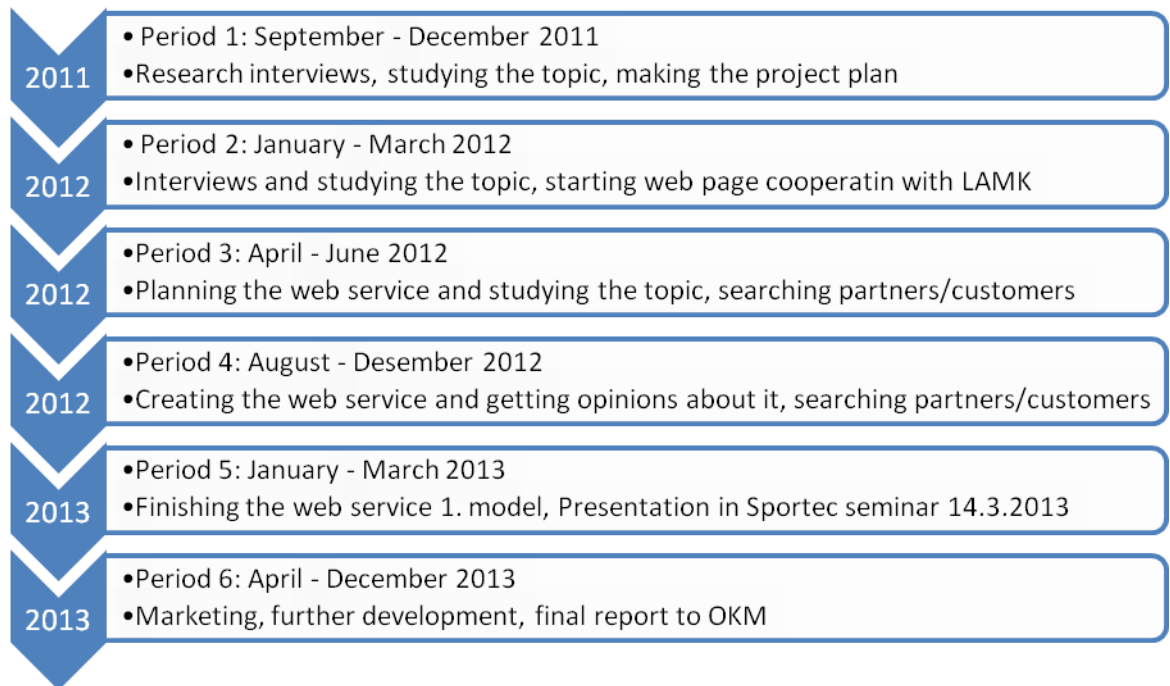 2011
• Period 1: September - December 2011
•Research interviews, studying the topic, making the project plan
2012
• Period 2: January - March 2012
•Interviews and studying the topic, starting web page cooperatin with LAMK
2012
•Period 3: April - June 2012
•Planning the web service and studying the topic, searching partners/customers
2012
•Period 4: August - Desember 2012
•Creating the web service and getting opinions about it, searching partners/customers
2013
•Period 5: January - March 2013
•Finishing the web service 1. model, Presentation in Sportec seminar 14.3.2013
2013
•Period 6: April - December 2013
•Marketing, further development, final report to OKM